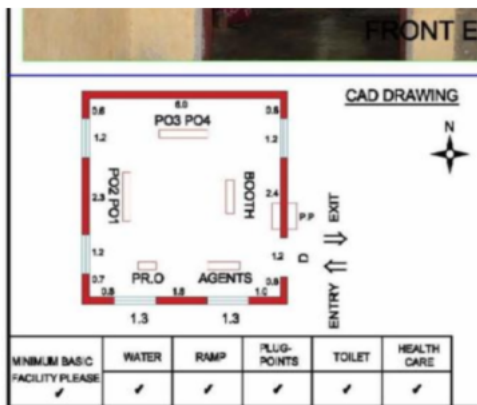 FRONT E
CAD DRAWING
N
6.0
0.6
0.6
PO3 PO4
1.2
1.2
2.3
PO2 PO1
BOOTH
2.4
P.P
EXIT
1.2
1.2
D
0.7
PR.O
AGENTS
0.8
ENTRY
0.8
1.8
1.0
1.3
1.3
MINIMUM BASIC
FACILITY PLEASE
✓
WATER
RAMP
PLUG-
POINTS
TOILET
HEALTH
CARE
✓
✓
✓
✓
✓